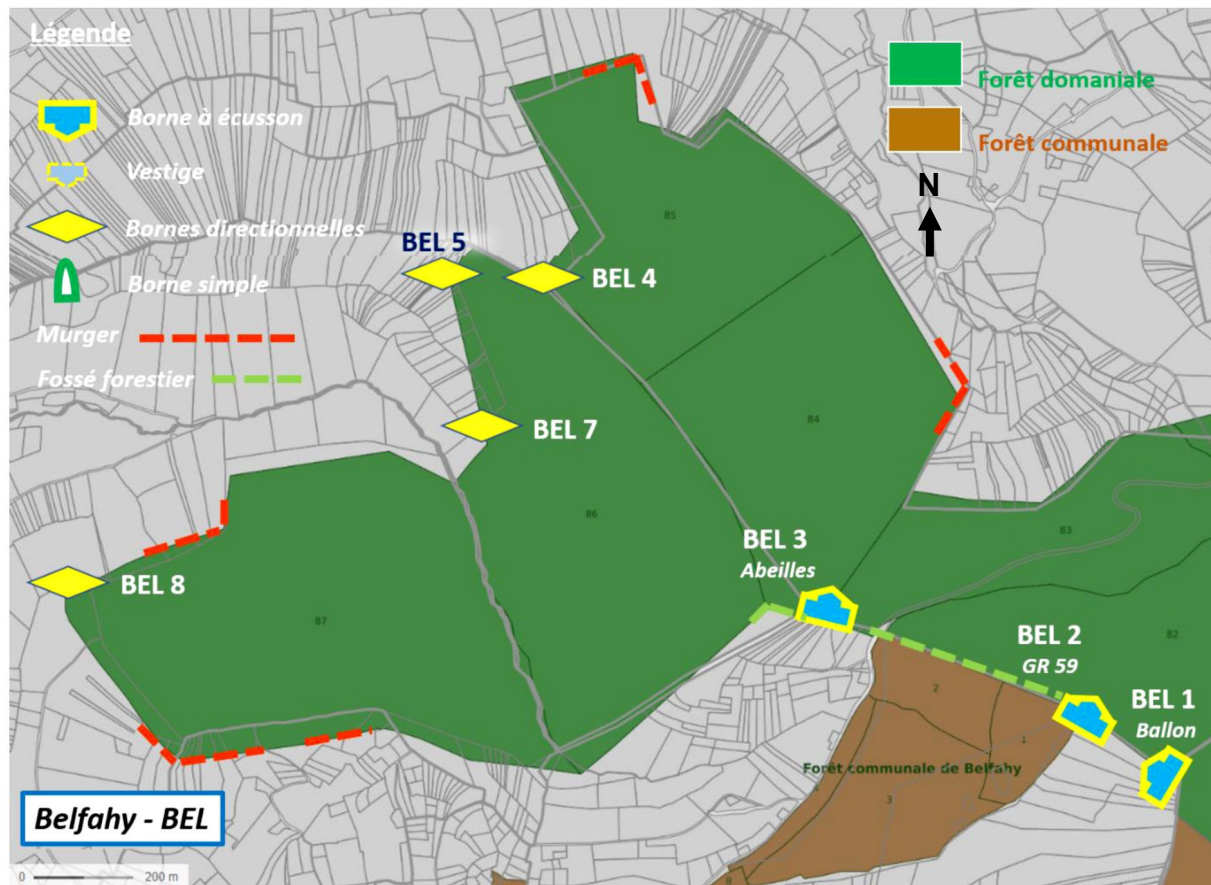 Légende
Borne à écusson
Vestige
Bornes directionnelles
Borne simple
Murger
Fossé forestier
Forêt domaniale
Forêt communale
N
85
BEL 5
BEL 4
84
BEL 7
83
BEL 3
Abeilles
86
BEL 8
87
82
BEL 2
GR 59
BEL 1
Ballon
2
1
Forêt communale de Belfahy
3
4
8
Belfahy - BEL
0 200 m